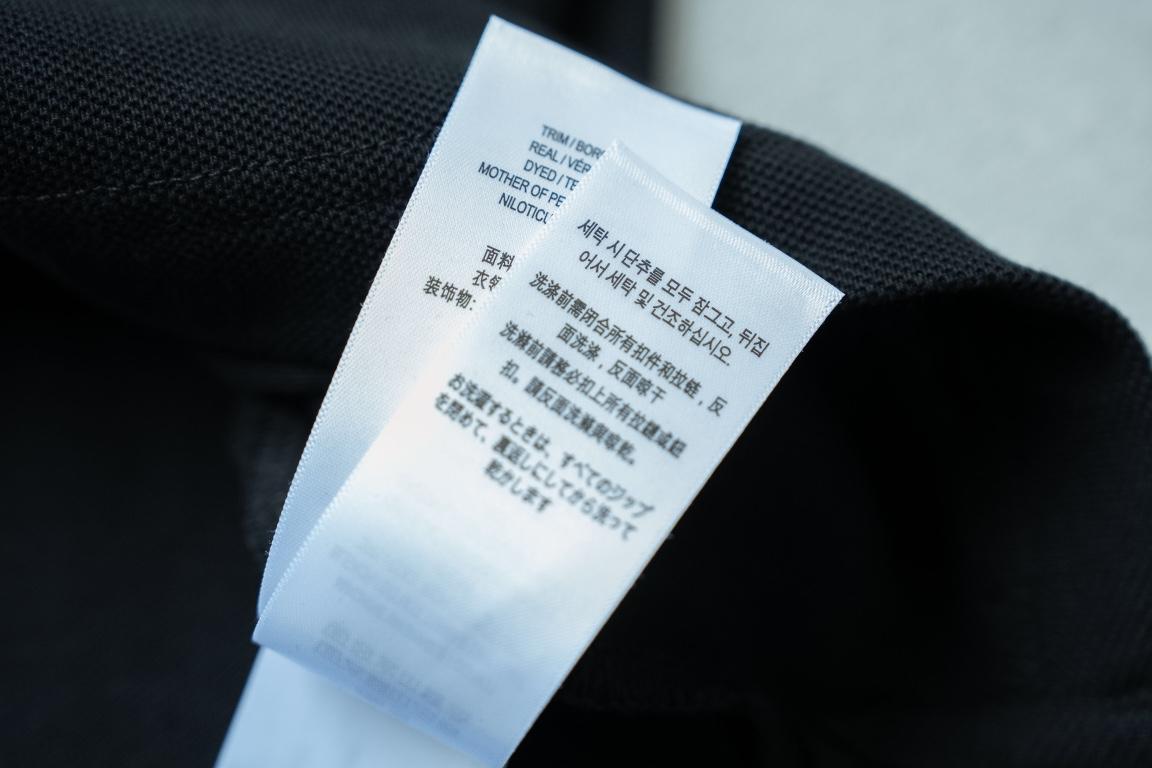 TRIM / BOR
REAL / VÉR
DYED / TE
MOTHER OF PE
NILOTICU
面料
衣
装饰物:
세탁 시 단추를 모두 잠그고, 뒤집
어서 세탁 및 건조하십시오.
洗涤前需闭合所有扣件和拉链，反
面洗涤，反面晾干
洗滌前請務必扣上所有拉鏈或鈕
扣。請反面洗滌與晾乾。
お洗濯するときは、すべてのジップ
を閉めて、裏返しにしてから洗って
乾かします